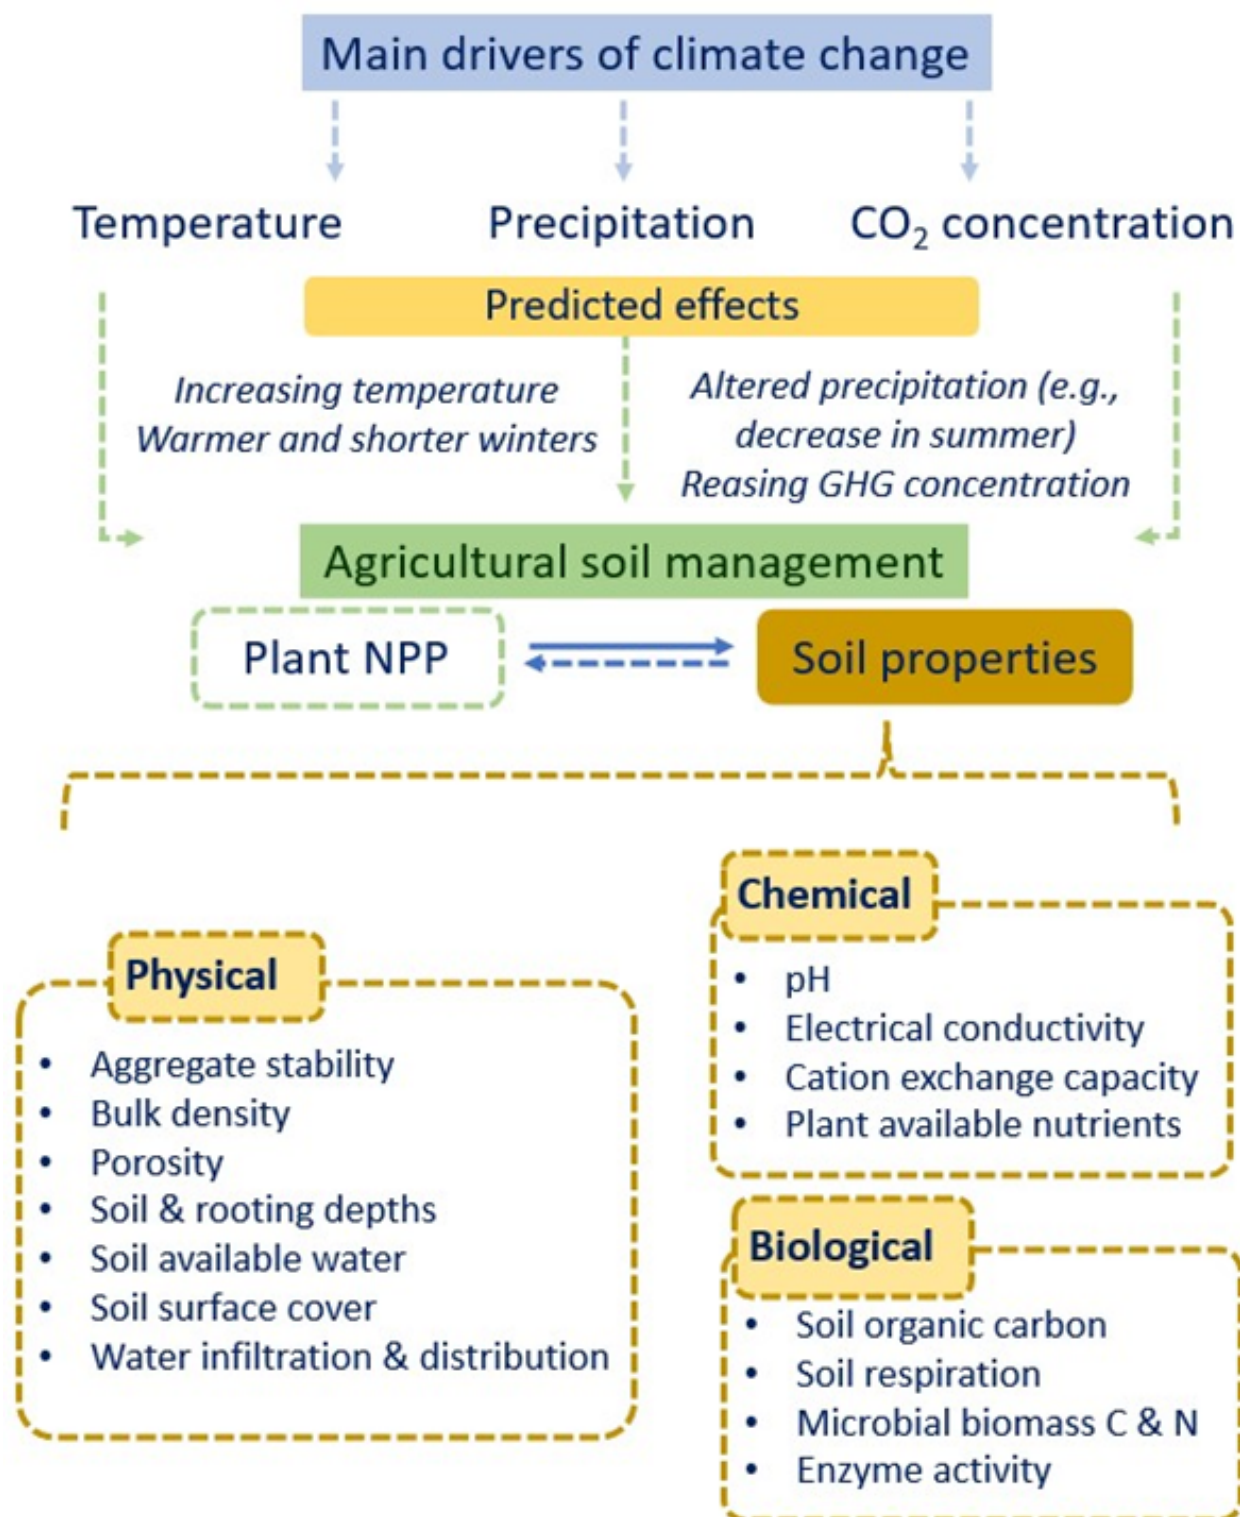 Main drivers of climate change
Temperature
Precipitation
CO₂ concentration
Predicted effects
Increasing temperature
Warmer and shorter winters
Altered precipitation (e.g.,
decrease in summer)
Reasing GHG concentration
Agricultural soil management
Plant NPP
Soil properties
Physical
• Aggregate stability
• Bulk density
• Porosity
• Soil & rooting depths
• Soil available water
• Soil surface cover
• Water infiltration & distribution
Chemical
• pH
• Electrical conductivity
• Cation exchange capacity
• Plant available nutrients
Biological
• Soil organic carbon
• Soil respiration
• Microbial biomass C & N
• Enzyme activity